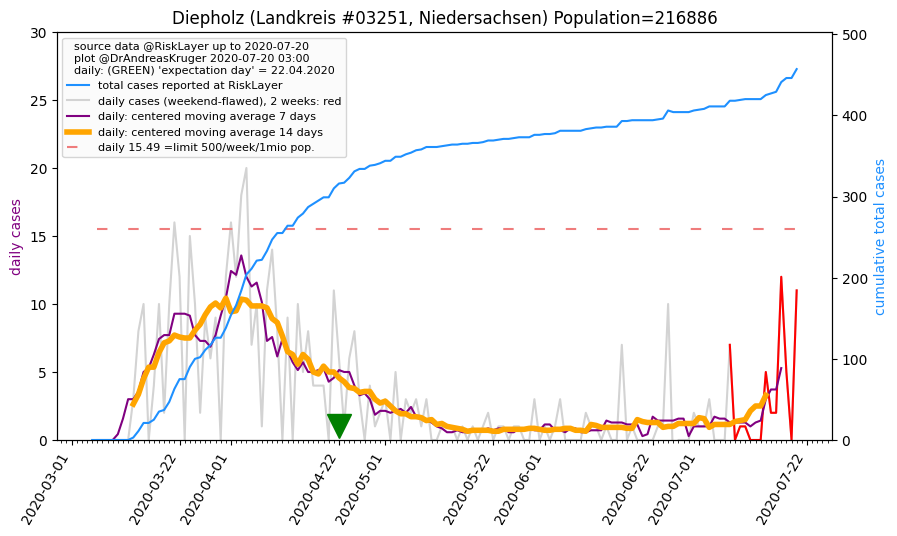 Diepholz (Landkreis #03251, Niedersachsen) Population=216886
source data @RiskLayer up to 2020-07-20
plot @DrAndreasKruger 2020-07-20 03:00
daily: (GREEN) 'expectation day' = 22.04.2020
total cases reported at RiskLayer
daily cases (weekend-flawed), 2 weeks: red
daily: centered moving average 7 days
daily: centered moving average 14 days
daily 15.49 =limit 500/week/1mio pop.
daily cases
30
25
20
15
10
5
0
cumulative total cases
500
400
300
200
100
0
2020-03-01
2020-03-22
2020-04-01
2020-04-22
2020-05-01
2020-05-22
2020-06-01
2020-06-22
2020-07-01
2020-07-22